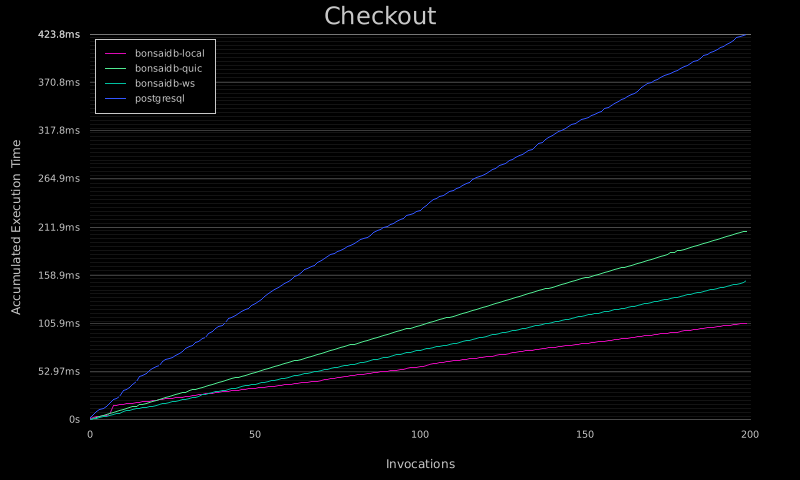 Checkout
423.8ms
bonsaidb-local
bonsaidb-quic
bonsaidb-ws
postgresql
370.8ms
317.8ms
264.9ms
211.9ms
158.9ms
105.9ms
52.97ms
0s
Accumulated Execution Time
0 50 100 150 200
Invocations